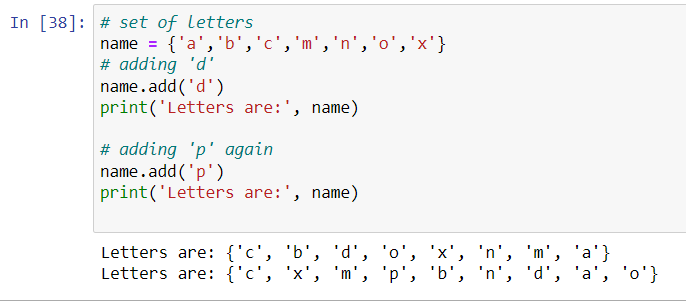 In [38]: # set of letters
name = {'a','b','c','m','n','o','x'}
# adding 'd'
name.add('d')
print('Letters are:', name)
# adding 'p' again
name.add('p')
print('Letters are:', name)
Letters are: {'c', 'b', 'd', 'o', 'x', 'n', 'm', 'a'}
Letters are: {'c', 'x', 'm', 'p', 'b', 'n', 'd', 'a', 'o'}